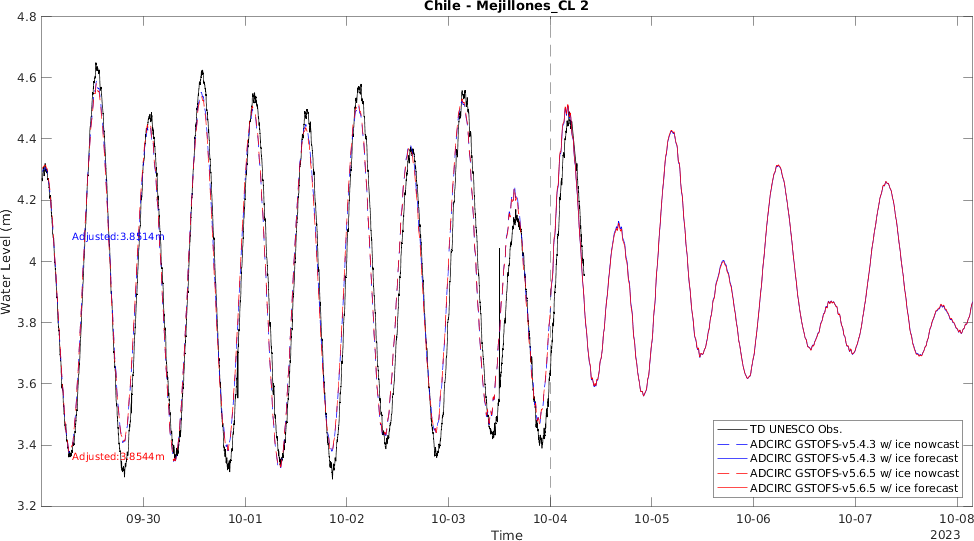 Chile - Mejillones_CL 2
4.8
4.6
4.4
4.2
4
3.8
3.6
3.4
3.2
Water Level (m)
Adjusted:3.8514m
Adjusted:3.8544m
TD UNESCO Obs.
ADCIRC GSTOFS-v5.4.3 w/ ice nowcast
ADCIRC GSTOFS-v5.4.3 w/ ice forecast
ADCIRC GSTOFS-v5.6.5 w/ ice nowcast
ADCIRC GSTOFS-v5.6.5 w/ ice forecast
09-30 10-01 10-02 10-03 10-04 10-05 10-06 10-07 10-08
Time
2023